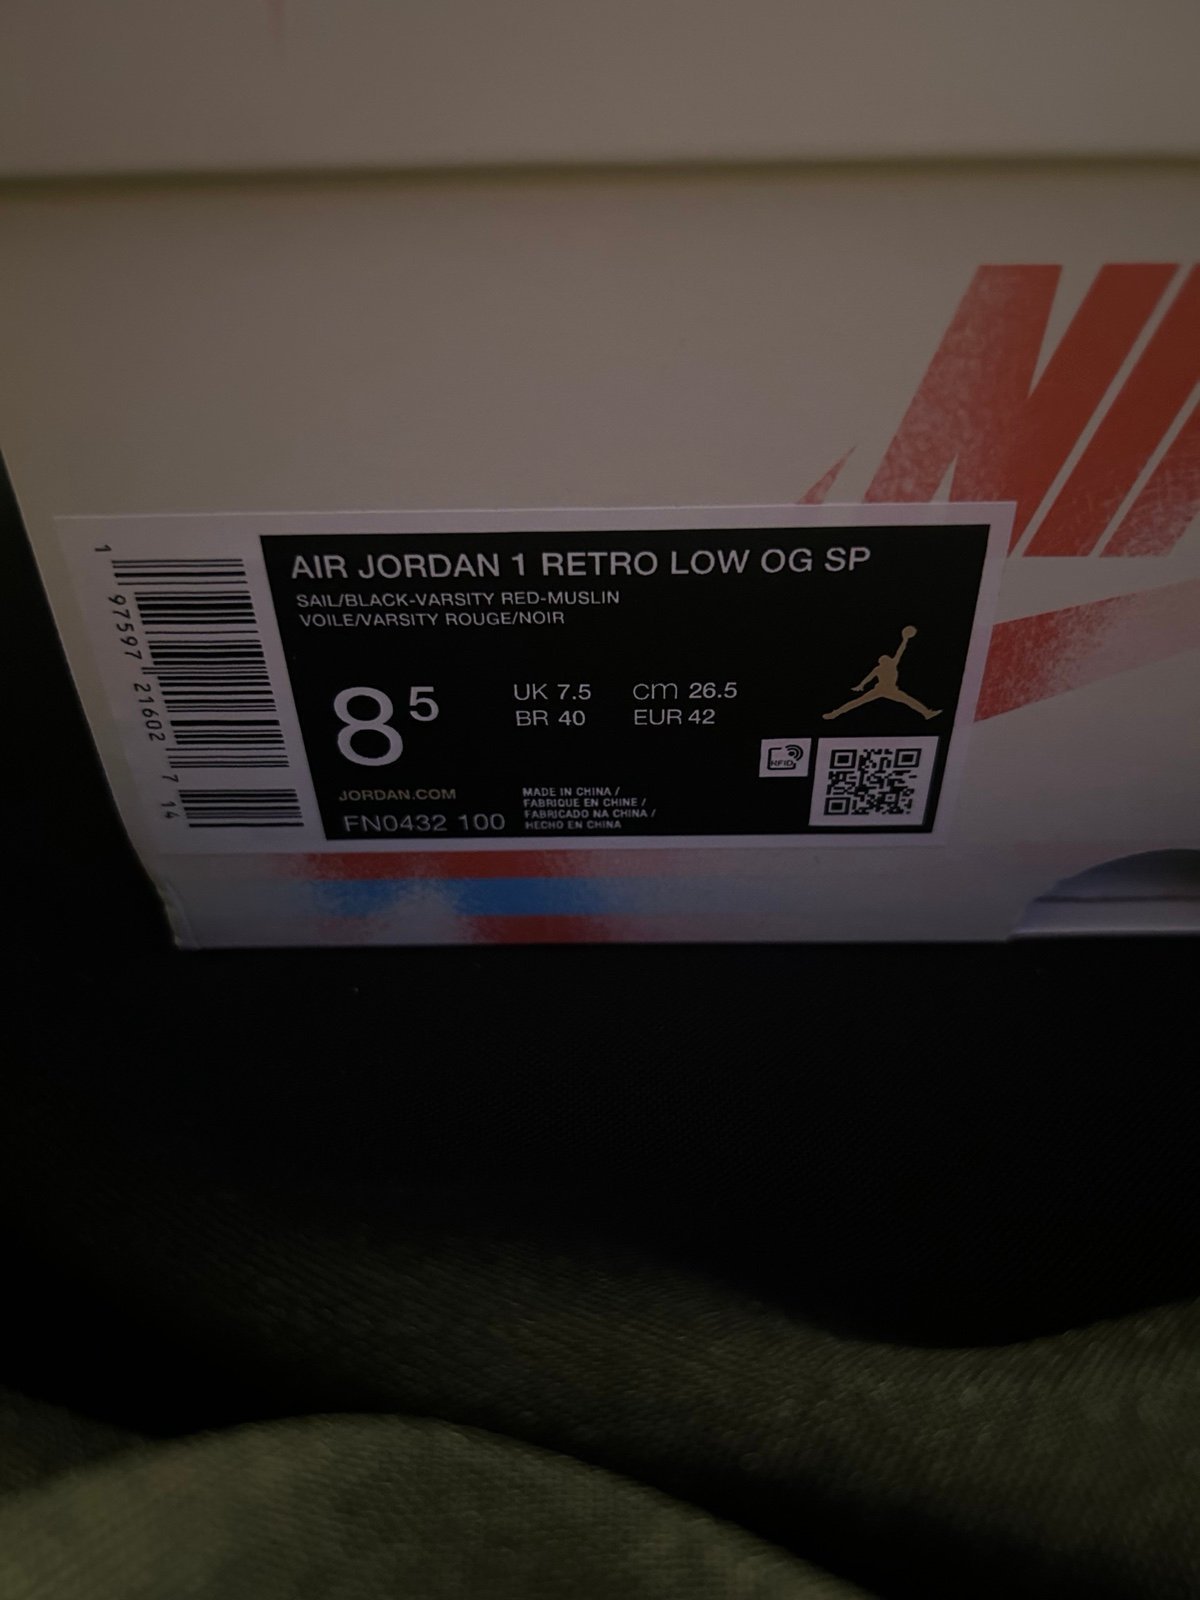 NI
AIR JORDAN 1 RETRO LOW OG SP
SAIL/BLACK-VARSITY RED-MUSLIN
VOILE/VARSITY ROUGE/NOIR
8⁵
UK 7.5 cm 26.5
BR 40 EUR 42
RFID
JORDAN.COM
FN0432 100
MADE IN CHINA /
FABRIQUE EN CHINE /
FABRICADO NA CHINA /
HECHO EN CHINA
1 97597 21602 7 14